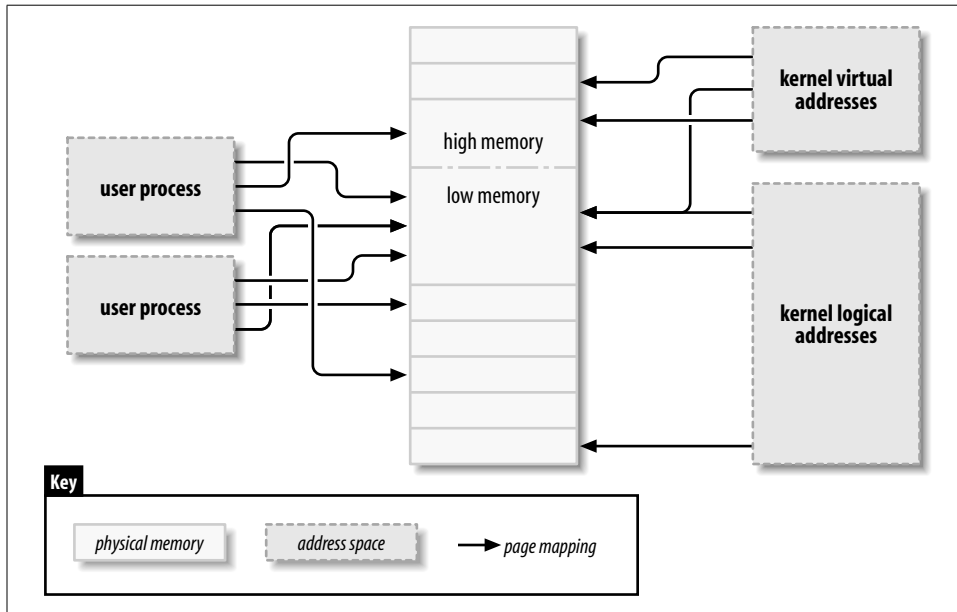 kernel virtual
addresses
high memory
user process
low memory
user process
kernel logical
addresses
Key
physical memory
address space
page mapping